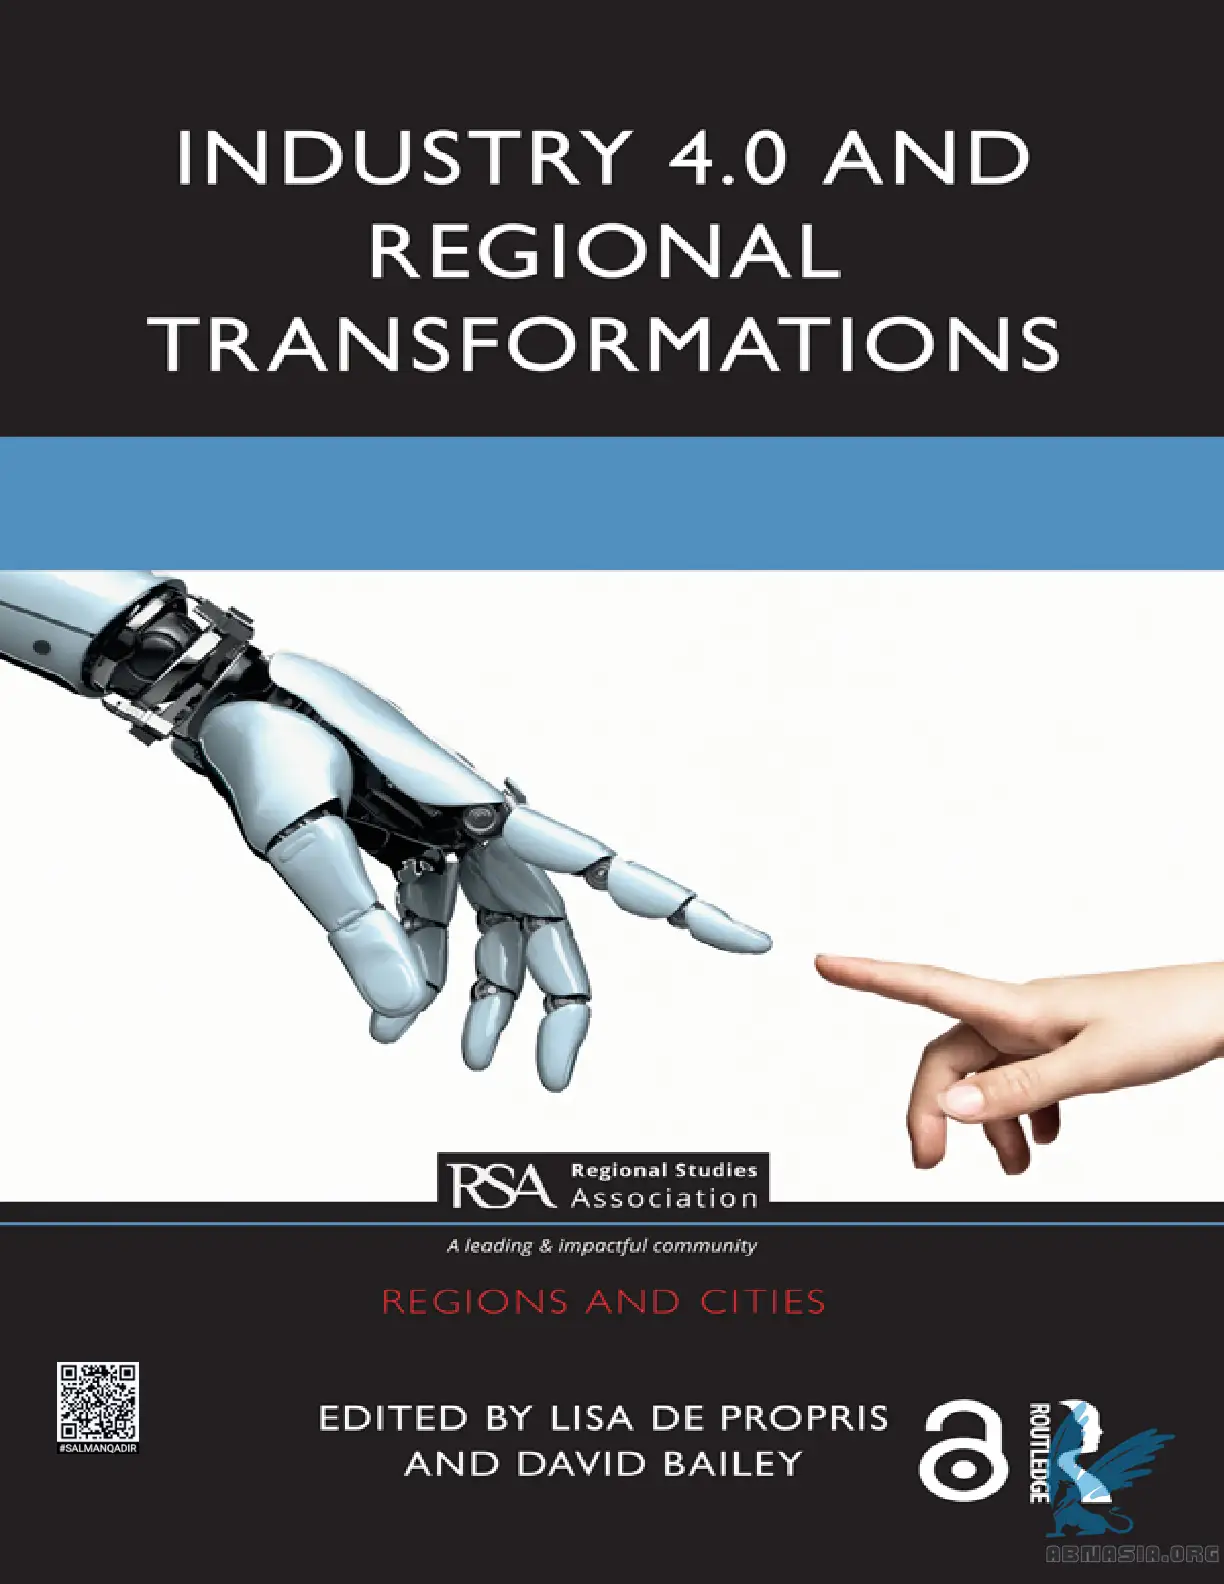 INDUSTRY 4.0 AND
REGIONAL
TRANSFORMATIONS
RSA Regional Studies
Association
A leading & impactful community
REGIONS AND CITIES
#SALMANQADIR
EDITED BY LISA DE PROPRIS
AND DAVID BAILEY
ROUTLEDGE
ABNASIA.ORG